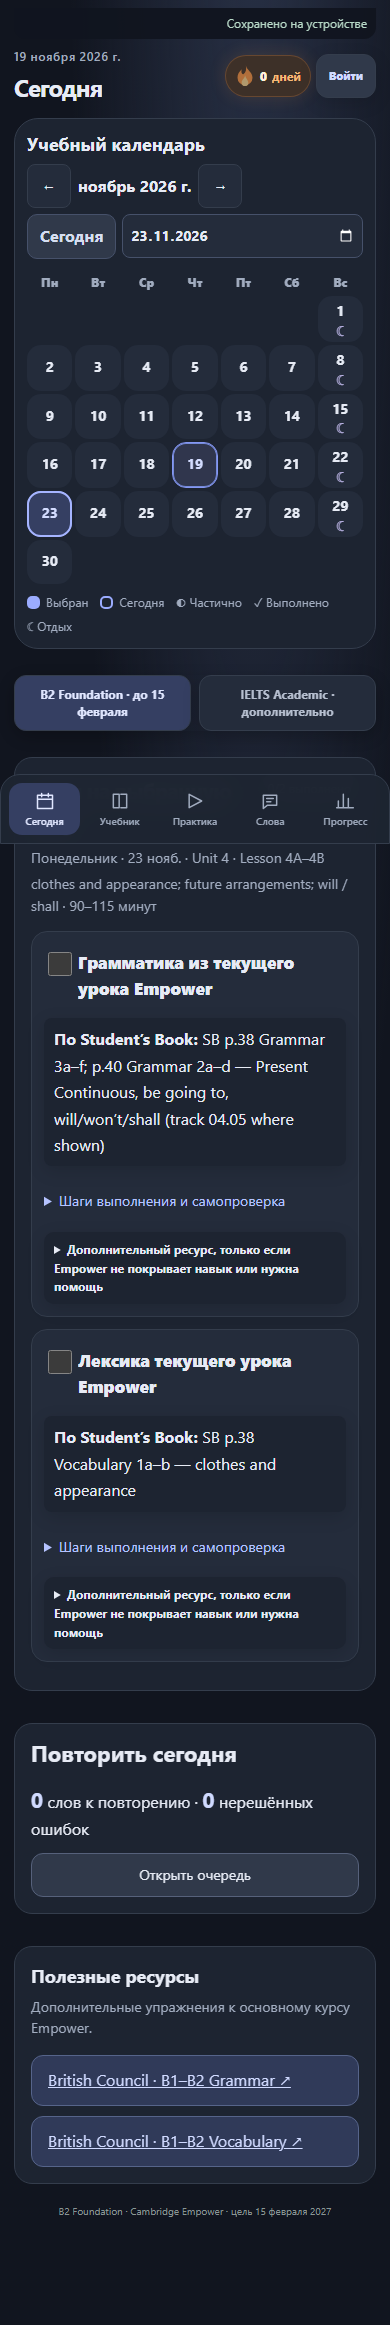 Сохранено на устройстве
19 ноября 2026 г.
Сегодня
0 дней
Войти
Учебный календарь
← ноябрь 2026 г. →
Сегодня 23.11.2026
Пн Вт Ср Чт Пт Сб Вс
1
☾
2 3 4 5 6 7 8
☾
9 10 11 12 13 14 15
☾
16 17 18 19 20 21 22
☾
23 24 25 26 27 28 29
☾
30
Выбран Сегодня ◐ Частично ✓ Выполнено
☾ Отдых
B2 Foundation · до 15
февраля
IELTS Academic ·
дополнительно
Сегодня Учебник Практика Слова Прогресс
Понедельник · 23 нояб. · Unit 4 · Lesson 4A–4B
clothes and appearance; future arrangements; will /
shall · 90–115 минут
Грамматика из текущего
урока Empower
По Student’s Book: SB p.38 Grammar
3a–f; p.40 Grammar 2a–d — Present
Continuous, be going to,
will/won’t/shall (track 04.05 where
shown)
▶ Шаги выполнения и самопроверка
▶ Дополнительный ресурс, только если
Empower не покрывает навык или нужна
помощь
Лексика текущего урока
Empower
По Student’s Book: SB p.38
Vocabulary 1a–b — clothes and
appearance
▶ Шаги выполнения и самопроверка
▶ Дополнительный ресурс, только если
Empower не покрывает навык или нужна
помощь
Повторить сегодня
0 слов к повторению · 0 нерешённых
ошибок
Открыть очередь
Полезные ресурсы
Дополнительные упражнения к основному курсу
Empower.
British Council · B1–B2 Grammar ↗
British Council · B1–B2 Vocabulary ↗
B2 Foundation · Cambridge Empower · цель 15 февраля 2027